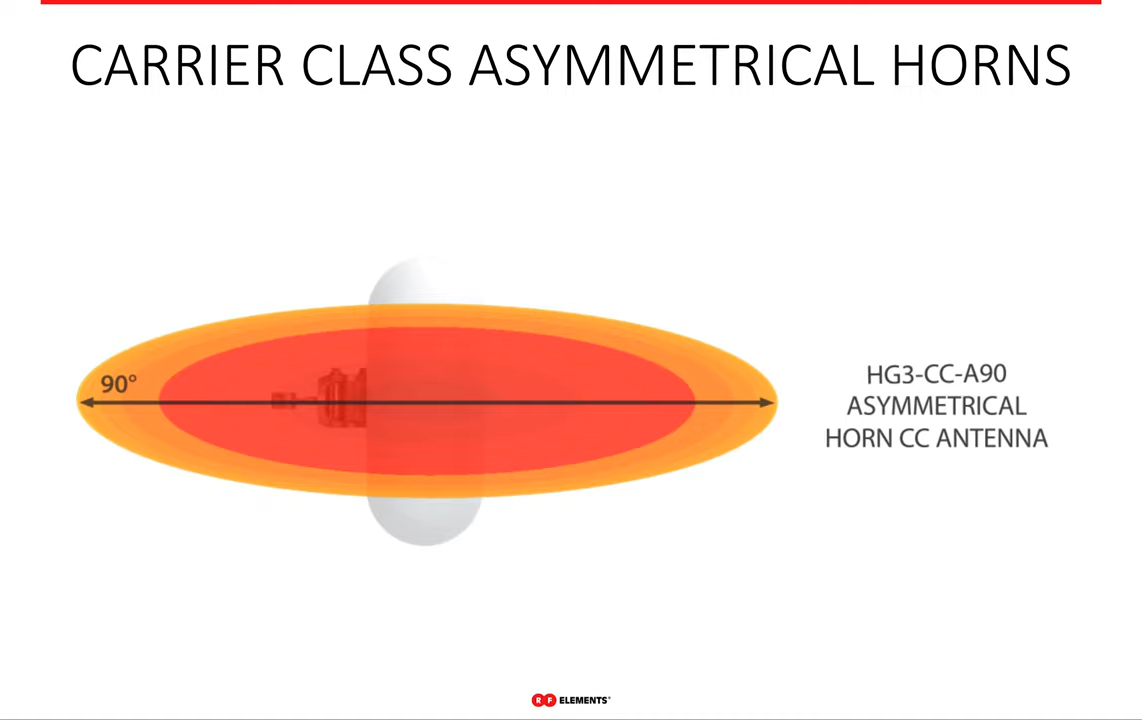 CARRIER CLASS ASYMMETRICAL HORNS
90°
HG3-CC-A90
ASYMMETRICAL
HORN CC ANTENNA
RF ELEMENTS®